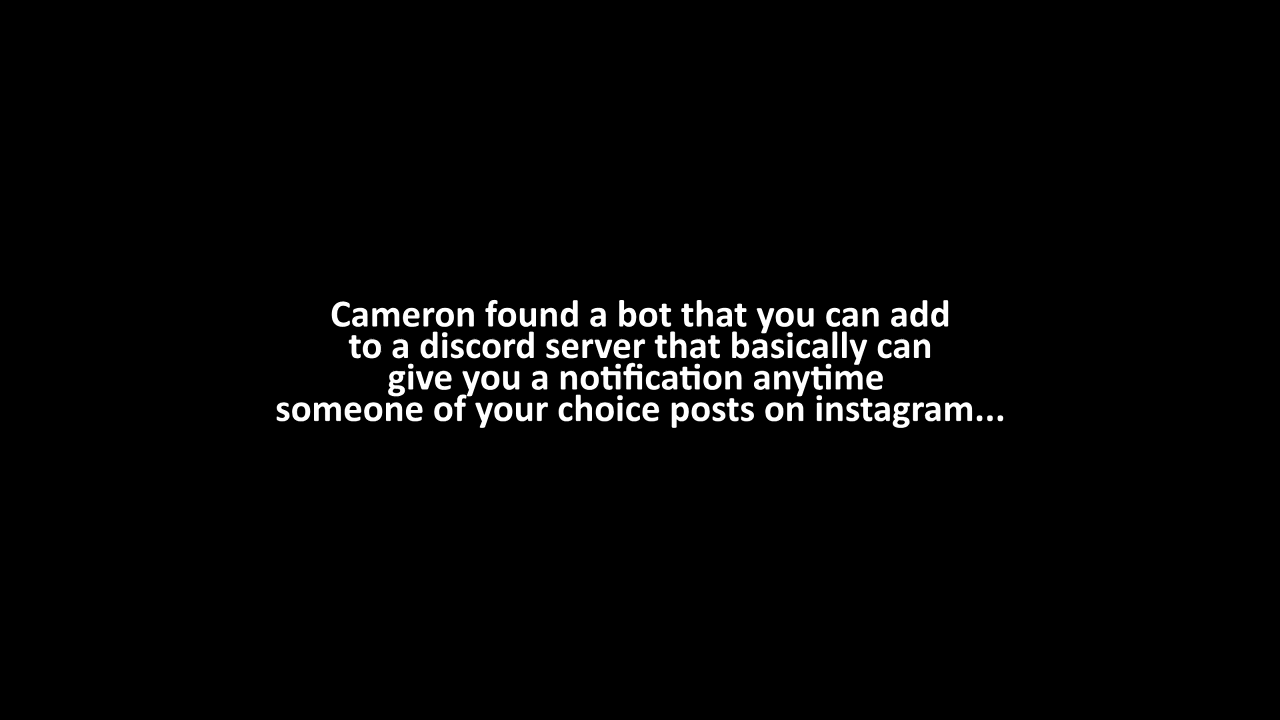 Cameron found a bot that you can add
to a discord server that basically can
give you a notification anytime
someone of your choice posts on instagram...